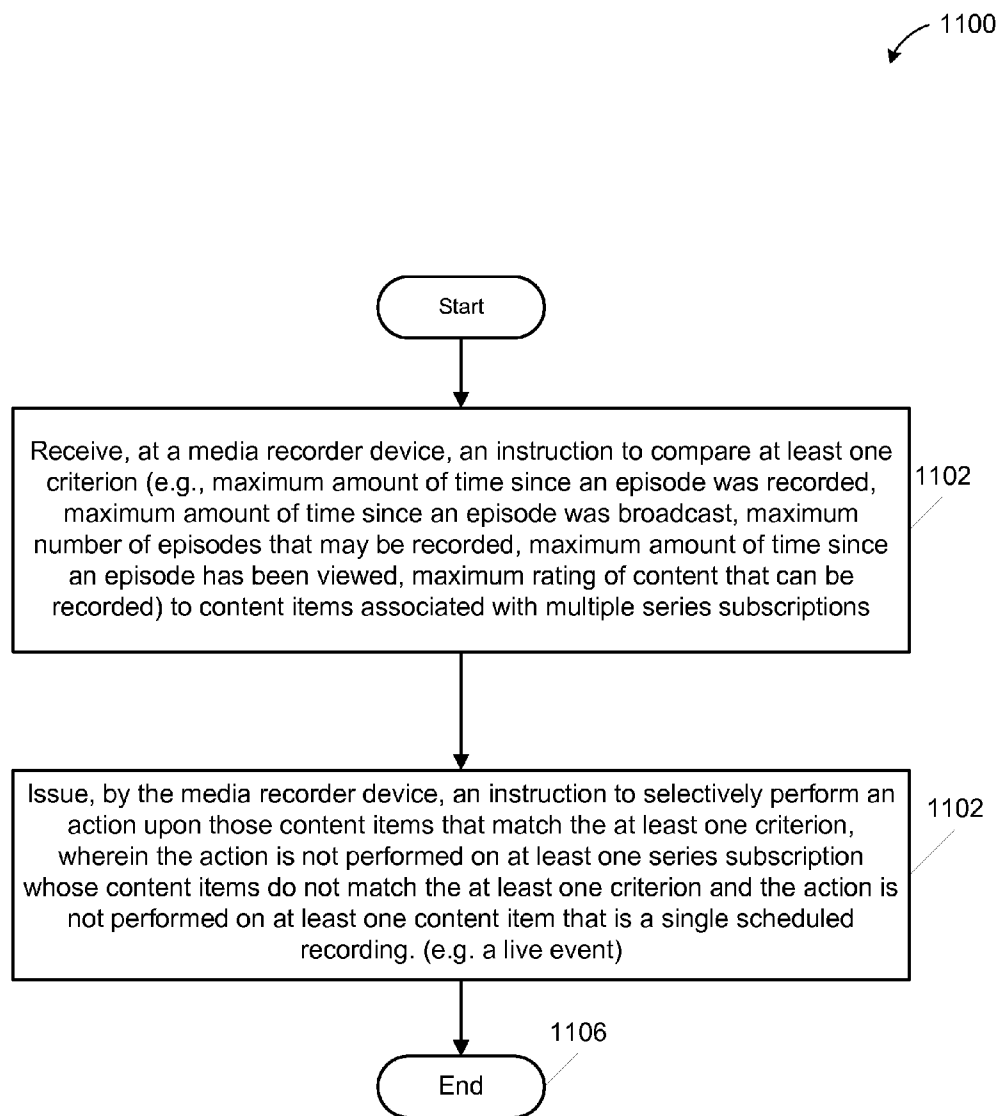 1100
Start
Receive, at a media recorder device, an instruction to compare at least one
criterion (e.g., maximum amount of time since an episode was recorded,
maximum amount of time since an episode was broadcast, maximum
number of episodes that may be recorded, maximum amount of time since
an episode has been viewed, maximum rating of content that can be
recorded) to content items associated with multiple series subscriptions
1102
Issue, by the media recorder device, an instruction to selectively perform an
action upon those content items that match the at least one criterion,
wherein the action is not performed on at least one series subscription
whose content items do not match the at least one criterion and the action is
not performed on at least one content item that is a single scheduled
recording. (e.g. a live event)
1102
End
1106